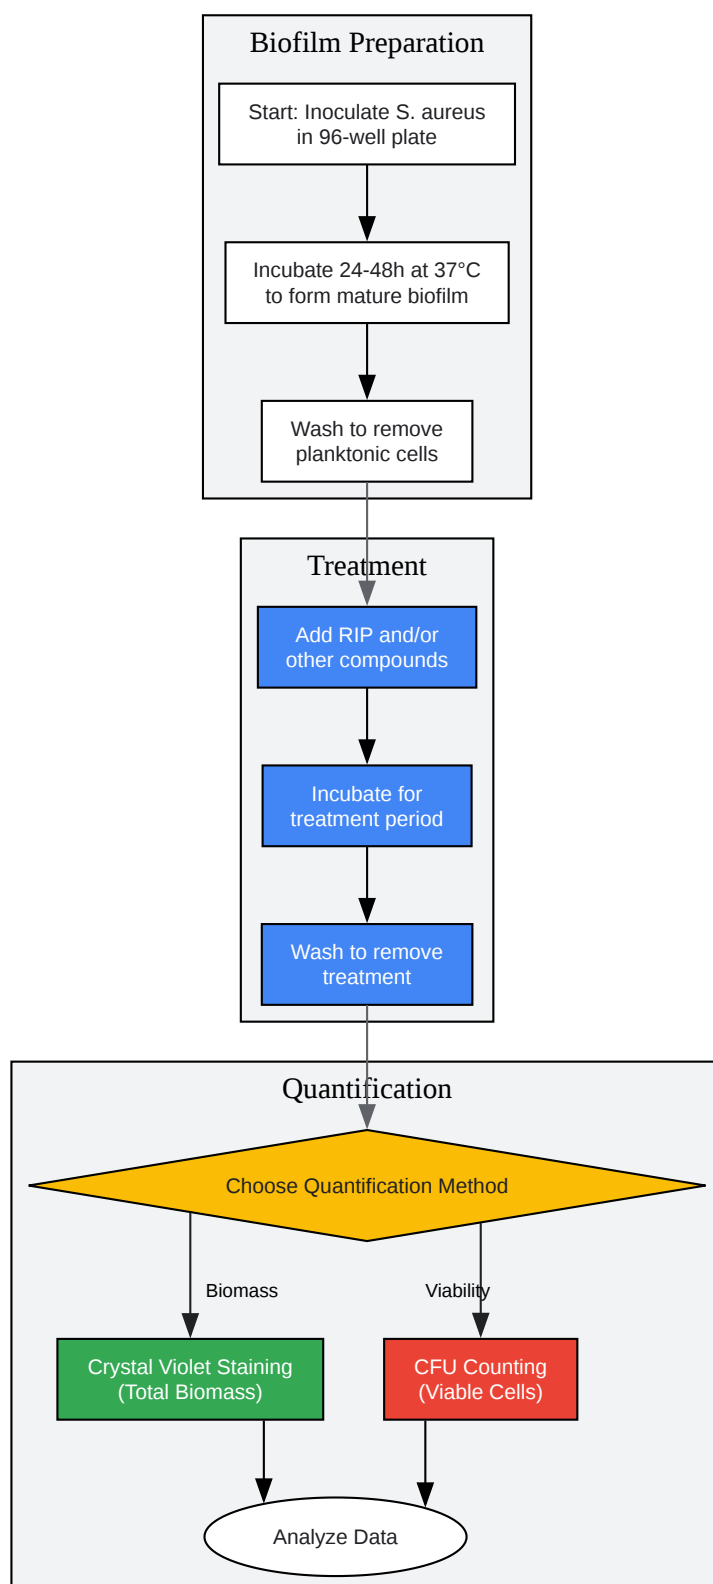 Biofilm Preparation
Start: Inoculate S. aureus
in 96-well plate
Incubate 24-48h at 37°C
to form mature biofilm
Wash to remove
planktonic cells
Treatment
Add RIP and/or
other compounds
Incubate for
treatment period
Wash to remove
treatment
Quantification
Choose Quantification Method
Biomass
Viability
Crystal Violet Staining
(Total Biomass)
CFU Counting
(Viable Cells)
Analyze Data